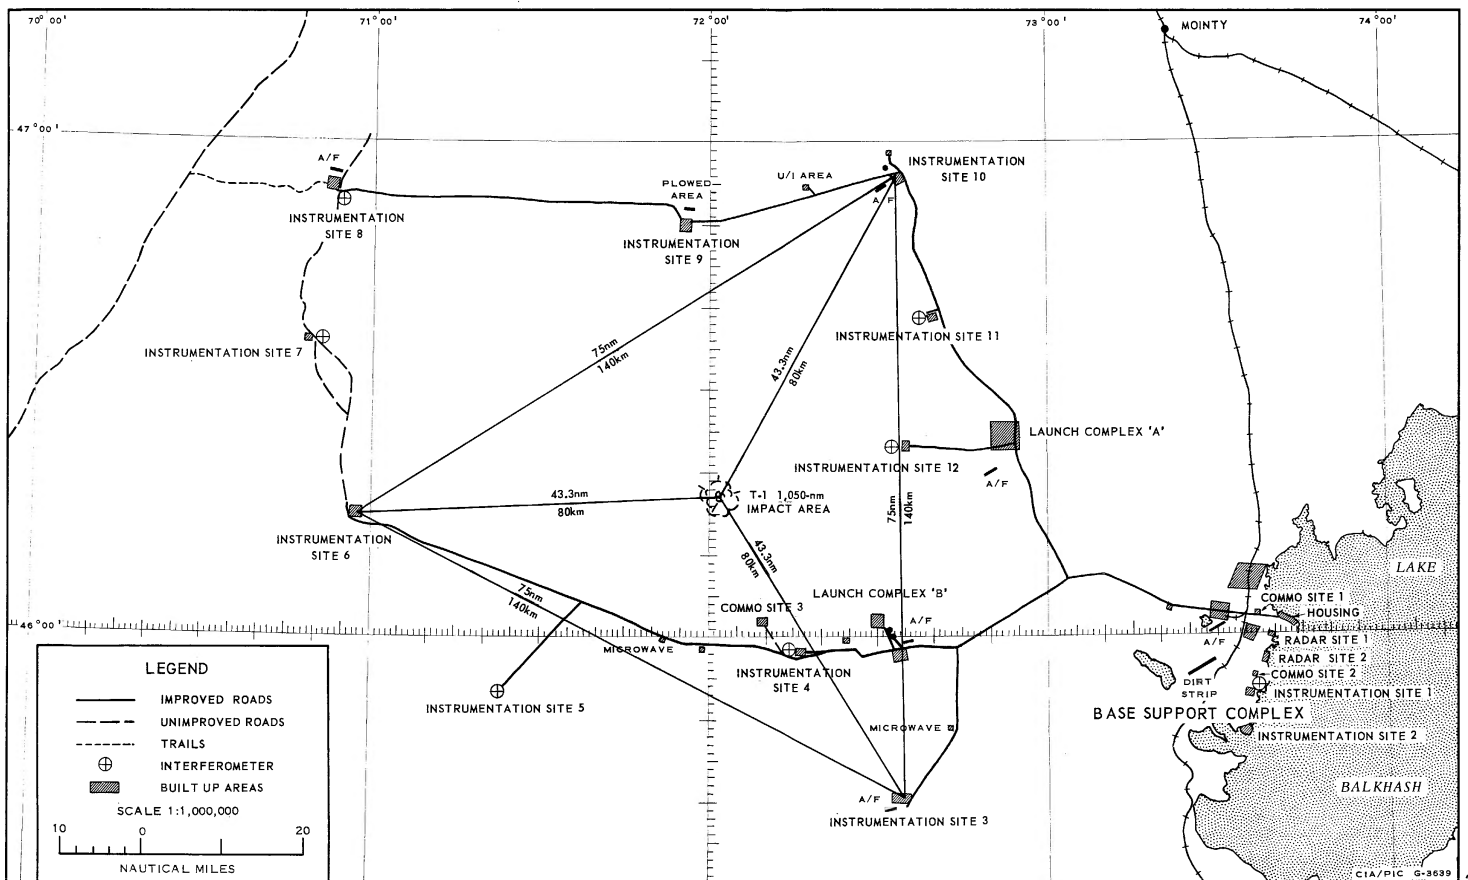 70°00'
71°00'
72°00'
73°00'
74°00'
MOINTY
47°00'
A/F
INSTRUMENTATION
SITE 8
PLOWED
AREA
U/I AREA
INSTRUMENTATION
SITE 9
INSTRUMENTATION
SITE 10
A/F
INSTRUMENTATION SITE 7
INSTRUMENTATION SITE 11
75nm
140km
43.3nm
80km
LAUNCH COMPLEX 'A'
INSTRUMENTATION SITE 12
A/F
43.3nm
80km
T-1 1,050-nm
IMPACT AREA
75nm
140km
INSTRUMENTATION
SITE 6
43.3nm
80km
75nm
140km
LAUNCH COMPLEX 'B'
COMMO SITE 3
A/F
46°00'
MICROWAVE
INSTRUMENTATION
SITE 4
INSTRUMENTATION SITE 5
MICROWAVE
A/F
INSTRUMENTATION SITE 3
LAKE
COMMO SITE 1
HOUSING
A/F
RADAR SITE 1
RADAR SITE 2
COMMO SITE 2
DIRT
STRIP
INSTRUMENTATION SITE 1
BASE SUPPORT COMPLEX
INSTRUMENTATION SITE 2
BALKHASH
LEGEND
IMPROVED ROADS
UNIMPROVED ROADS
TRAILS
INTERFEROMETER
BUILT UP AREAS
SCALE 1:1,000,000
10 0 20
NAUTICAL MILES
CIA/PIC G-3639